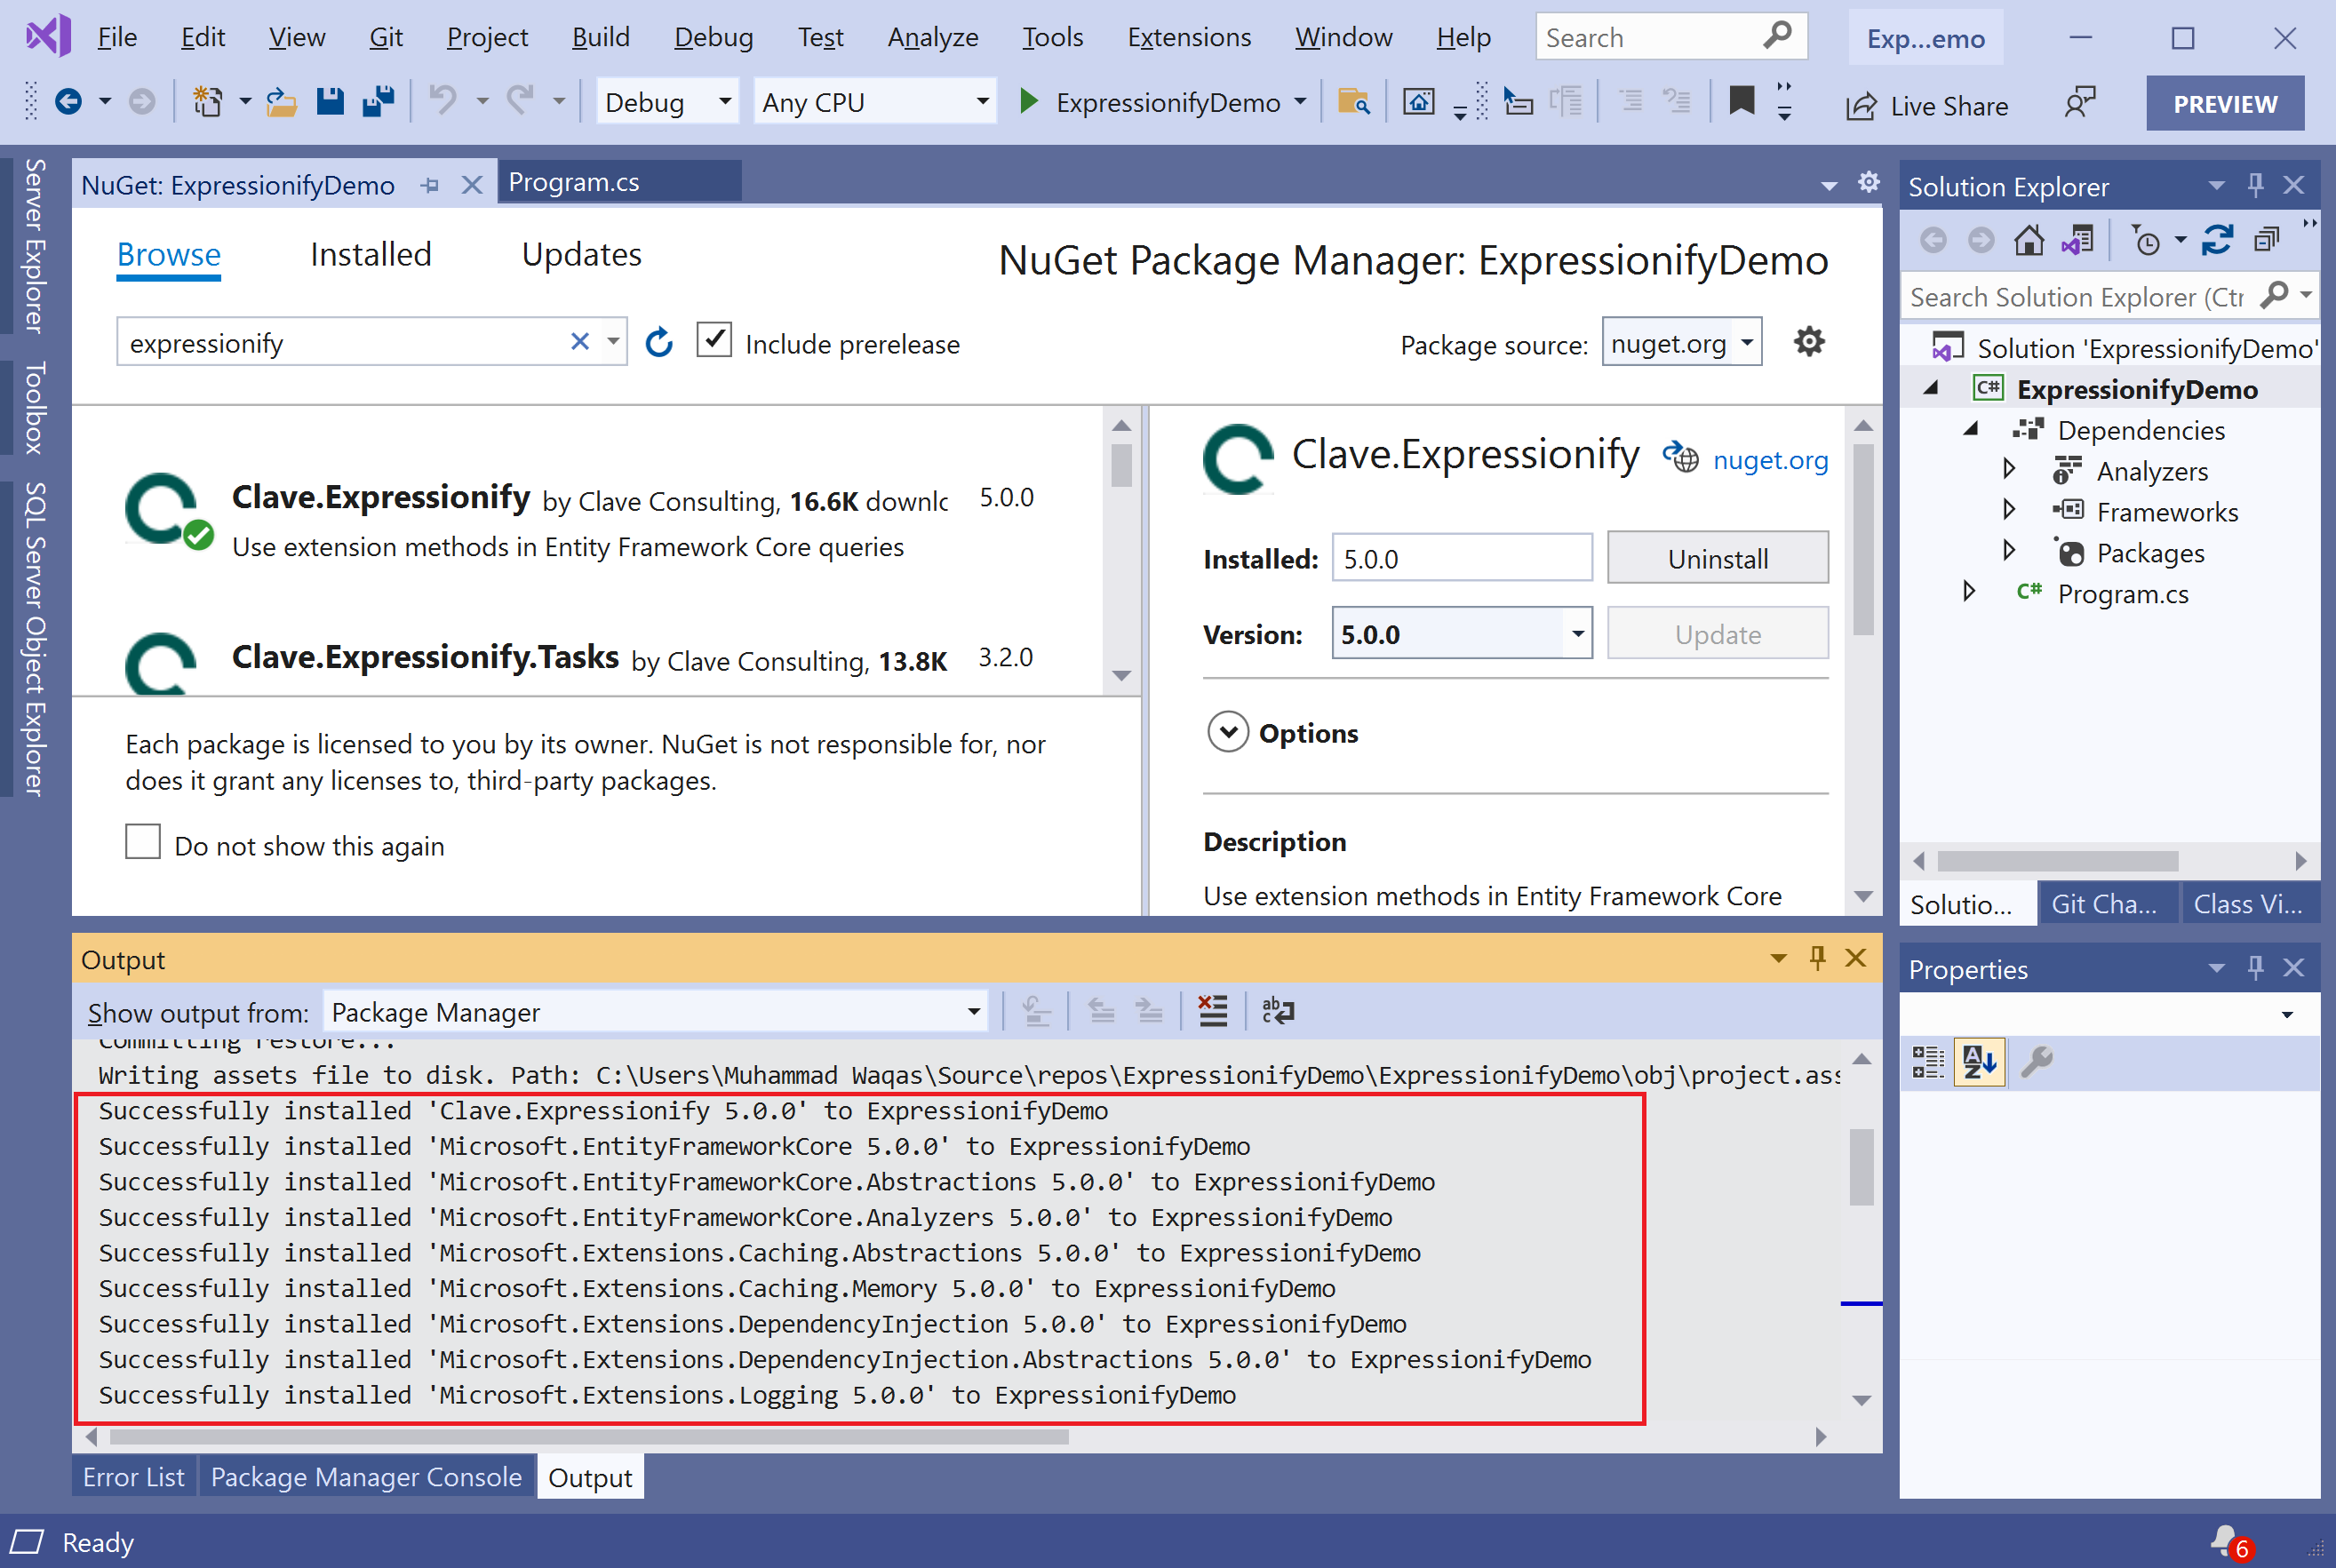 File Edit View Git Project Build Debug Test Analyze Tools Extensions Window Help Search Exp...emo
Debug Any CPU ExpressionifyDemo Live Share PREVIEW
Server Explorer
Toolbox
SQL Server Object Explorer
NuGet: ExpressionifyDemo Program.cs
Browse Installed Updates
NuGet Package Manager: ExpressionifyDemo
expressionify Include prerelease Package source: nuget.org
Clave.Expressionify by Clave Consulting, 16.6K downlo 5.0.0
Use extension methods in Entity Framework Core queries
Clave.Expressionify.Tasks by Clave Consulting, 13.8K 3.2.0
Each package is licensed to you by its owner. NuGet is not responsible for, nor
does it grant any licenses to, third-party packages.
Do not show this again
Clave.Expressionify nuget.org
Installed: 5.0.0 Uninstall
Version: 5.0.0 Update
Options
Description
Use extension methods in Entity Framework Core
Solution Explorer
Search Solution Explorer (Ctr
Solution 'ExpressionifyDemo'
C# ExpressionifyDemo
Dependencies
Analyzers
Frameworks
Packages
C# Program.cs
Solutio... Git Cha... Class Vi...
Properties
Output
Show output from: Package Manager
Committing restore...
Writing assets file to disk. Path: C:\Users\Muhammad Waqas\Source\repos\ExpressionifyDemo\ExpressionifyDemo\obj\project.ass
Successfully installed 'Clave.Expressionify 5.0.0' to ExpressionifyDemo
Successfully installed 'Microsoft.EntityFrameworkCore 5.0.0' to ExpressionifyDemo
Successfully installed 'Microsoft.EntityFrameworkCore.Abstractions 5.0.0' to ExpressionifyDemo
Successfully installed 'Microsoft.EntityFrameworkCore.Analyzers 5.0.0' to ExpressionifyDemo
Successfully installed 'Microsoft.Extensions.Caching.Abstractions 5.0.0' to ExpressionifyDemo
Successfully installed 'Microsoft.Extensions.Caching.Memory 5.0.0' to ExpressionifyDemo
Successfully installed 'Microsoft.Extensions.DependencyInjection 5.0.0' to ExpressionifyDemo
Successfully installed 'Microsoft.Extensions.DependencyInjection.Abstractions 5.0.0' to ExpressionifyDemo
Successfully installed 'Microsoft.Extensions.Logging 5.0.0' to ExpressionifyDemo
Error List Package Manager Console Output
Ready 6